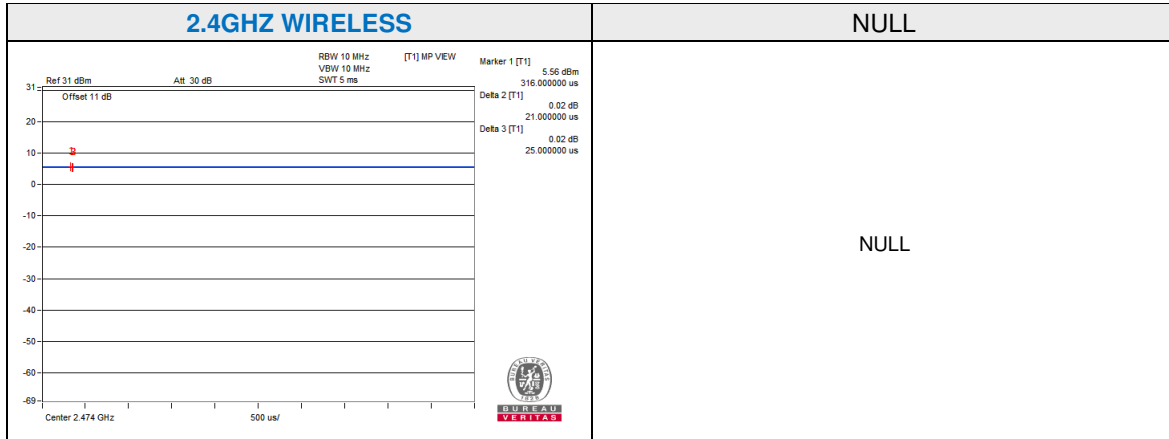 2.4GHZ WIRELESS
NULL
RBW 10 MHz [T1] MP VIEW
VBW 10 MHz
Ref 31 dBm Att 30 dB SWT 5 ms
Marker 1 [T1]
5.56 dBm
316.000000 us
Delta 2 [T1]
0.02 dB
21.000000 us
Delta 3 [T1]
0.02 dB
25.000000 us
31
Offset 11 dB
20
10
0
-10
-20
-30
-40
-50
-60
-69
Center 2.474 GHz 500 us/
BUREAU VERITAS
1828
BUREAU
VERITAS
NULL